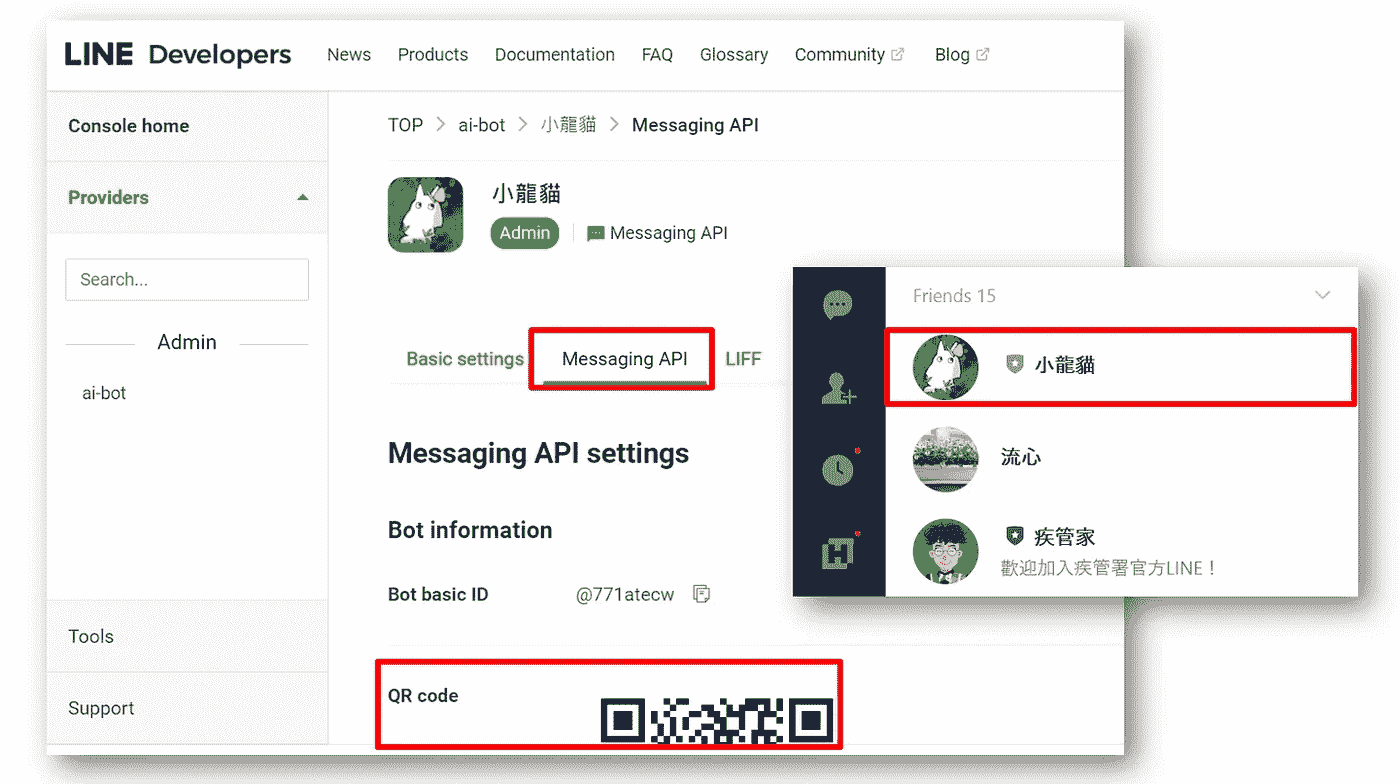 LINE Developers News Products Documentation FAQ Glossary Community Blog
Console home
Providers
Search...
Admin
ai-bot
Tools
Support
TOP > ai-bot > 小龍貓 > Messaging API
小龍貓
Admin Messaging API
Basic settings Messaging API LIFF
Messaging API settings
Bot information
Bot basic ID @771atecw
QR code
Friends 15
小龍貓
流心
疾管家
歡迎加入疾管署官方LINE！